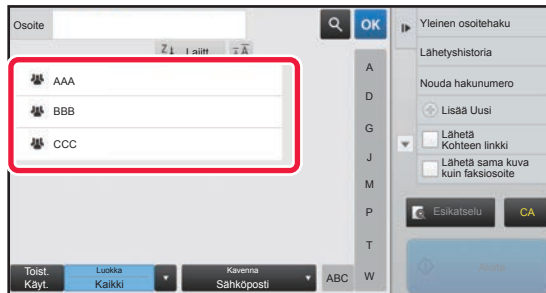 Osoite
OK
Z Lajitt.
AAA
BBB
CCC
A
D
G
J
M
P
T
W
Toist.
Käyt.
Luokka
Kaikki
Kavenna
Sähköposti
ABC
Yleinen osoitehaku
Lähetyshistoria
Nouda hakunumero
Lisää Uusi
Lähetä
Kohteen linkki
Lähetä sama kuva
kuin faksiosoite
Esikatselu
CA